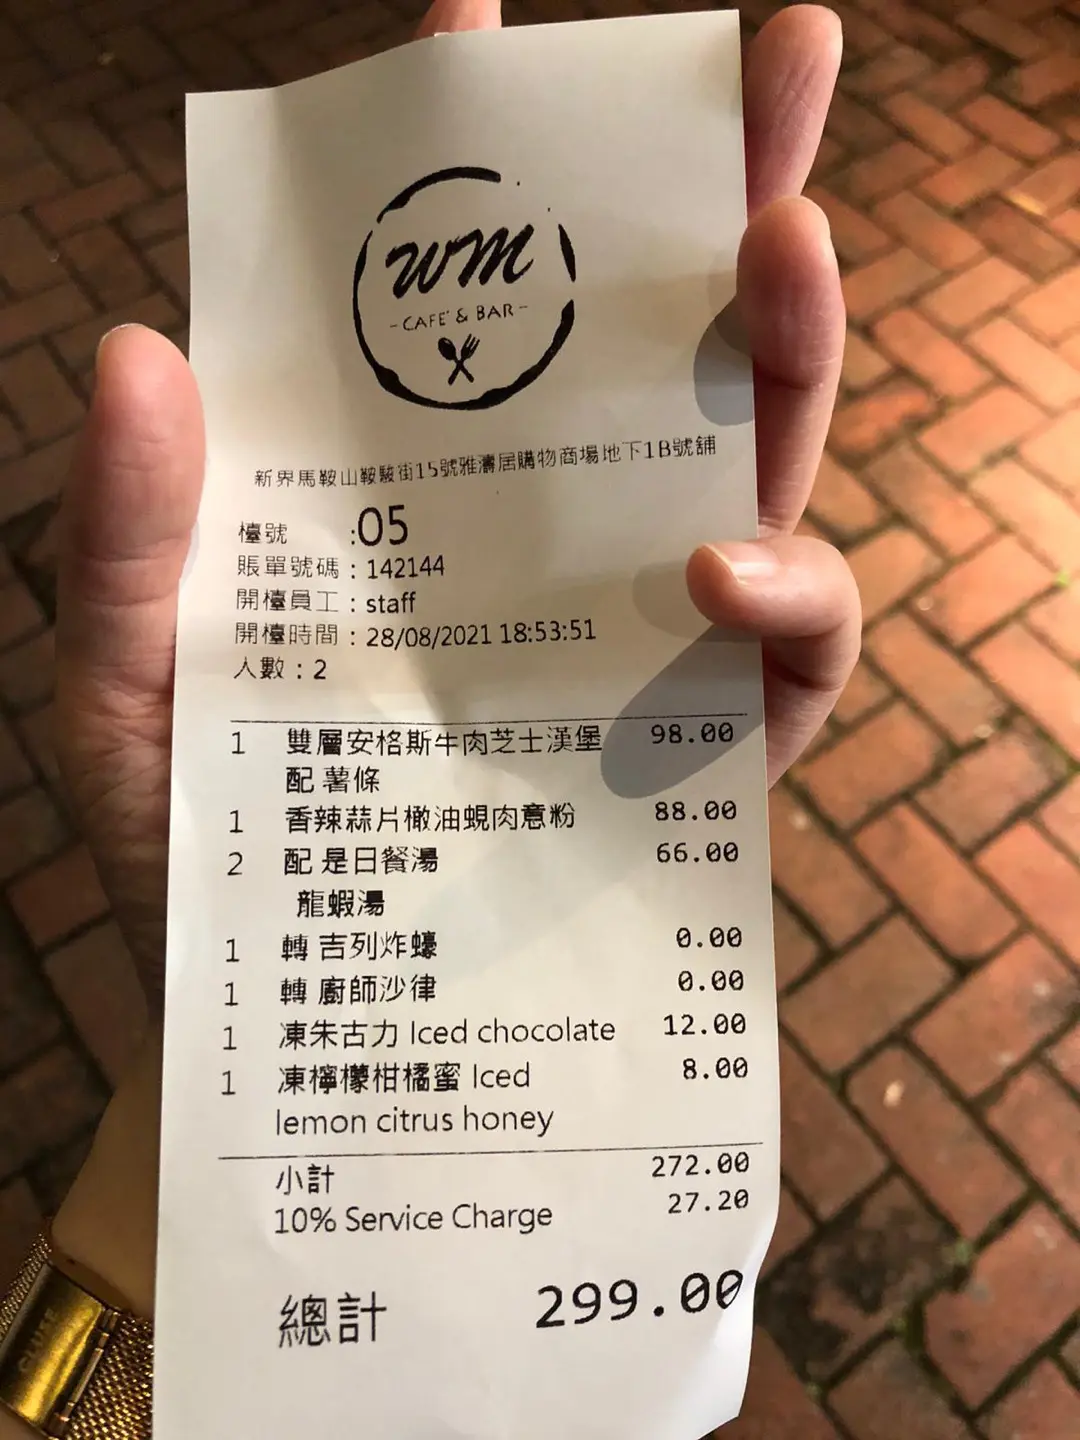 wm
-CAFE' & BAR-
新界馬鞍山鞍駿街15號雅濤居購物商場地下1B號舖
檯號 :05
賬單號碼 : 142144
開檯員工 : staff
開檯時間 : 28/08/2021 18:53:51
人數 : 2
1 雙層安格斯牛肉芝士漢堡 98.00
配 薯條
1 香辣蒜片橄油蜆肉意粉 88.00
2 配 是日餐湯 66.00
龍蝦湯
1 轉 吉列炸蠔 0.00
1 轉 廚師沙律 0.00
1 凍朱古力 Iced chocolate 12.00
1 凍檸檬柑橘蜜 Iced 8.00
lemon citrus honey
小計 272.00
10% Service Charge 27.20
總計 299.00